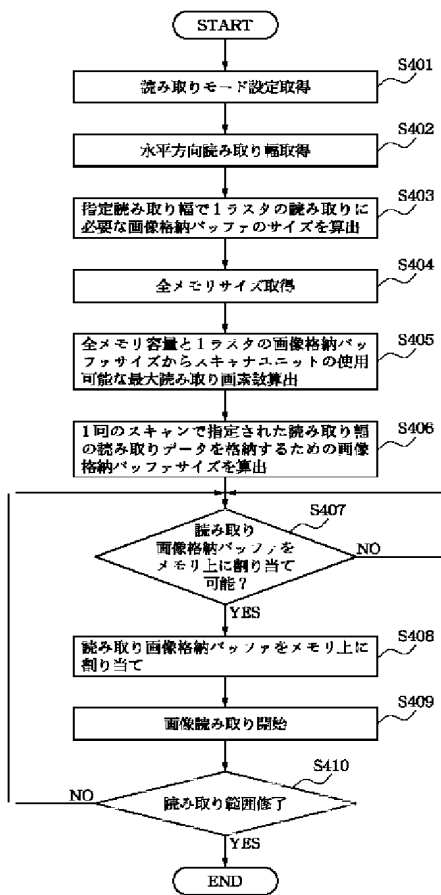 START
S401
読み取りモード設定取得
S402
水平方向読み取り幅取得
S403
指定読み取り幅で1ラスタの読み取りに
必要な画像格納バッファのサイズを算出
S404
全メモリサイズ取得
S405
全メモリ容量と1ラスタの画像格納バッ
ファサイズからスキャナユニットの使用
可能な最大読み取り画素数算出
S406
1回のスキャンで指定された読み取り幅
の読み取りデータを格納するための画像
格納バッファサイズを算出
S407
読み取り
画像格納バッファを
メモリ上に割り当て
可能?
NO
YES
S408
読み取り画像格納バッファをメモリ上に
割り当て
S409
画像読み取り開始
S410
NO
読み取り範囲修了
YES
END